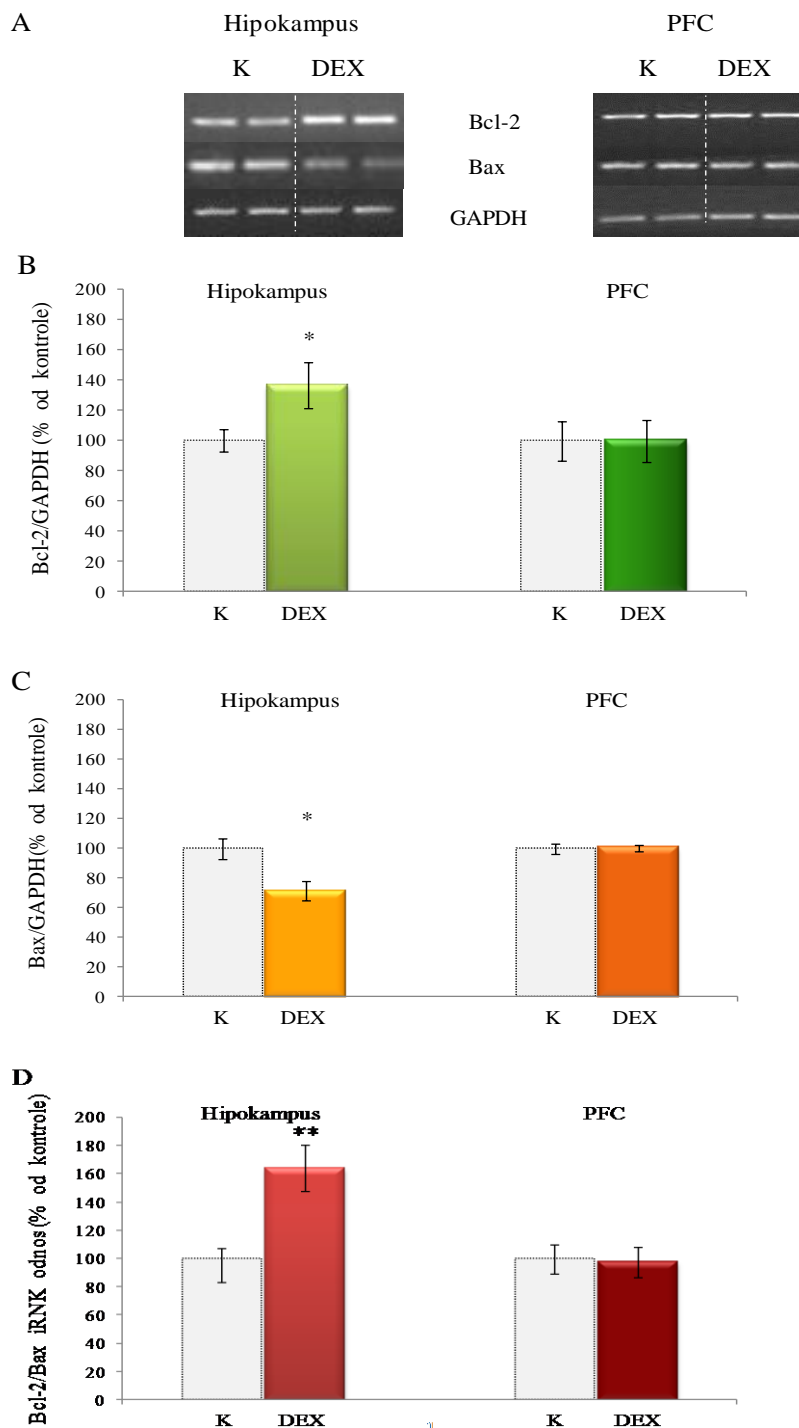 A
Hipokampus PFC
K DEX K DEX
Bcl-2
Bax
GAPDH
B
Hipokampus PFC
Bcl-2/GAPDH (% od kontrole)
200
180
160
140
120
100
80
60
40
20
0
*
K DEX K DEX
C
Hipokampus PFC
Bax/GAPDH(% od kontrole)
200
180
160
140
120
100
80
60
40
20
0
*
K DEX K DEX
D
Hipokampus PFC
Bcl-2/Bax iRNK odnos(% od kontrole)
200
180
160
140
120
100
80
60
40
20
0
**
K DEX K DEX